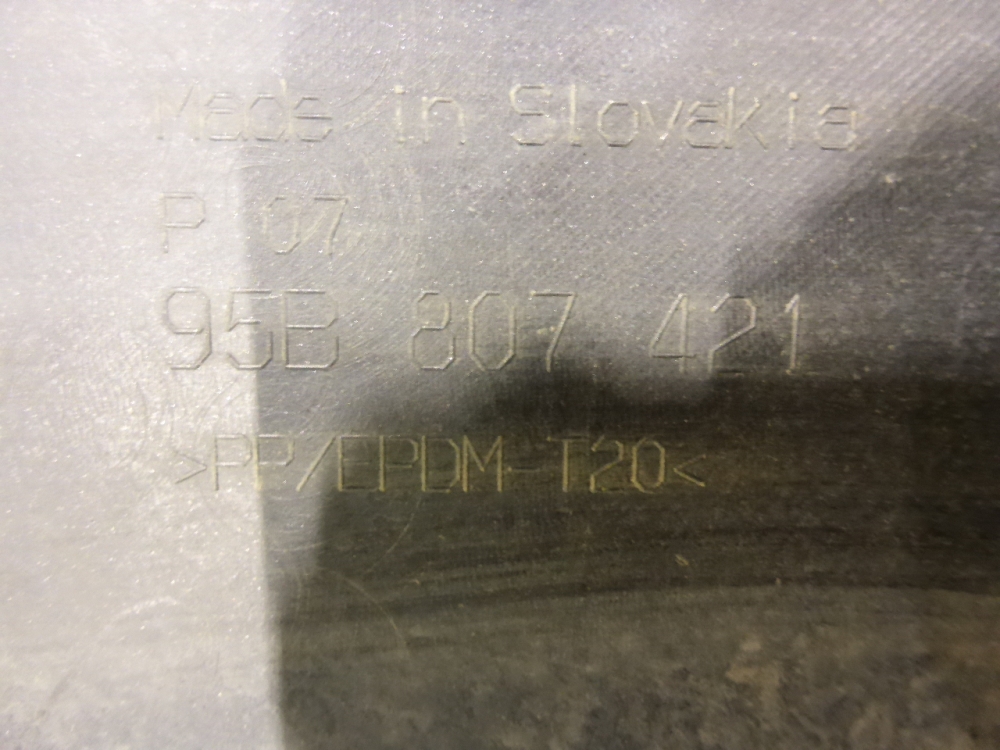 Made in Slovakia
P 07
95B 807 421
>PP/EPDM-T20<